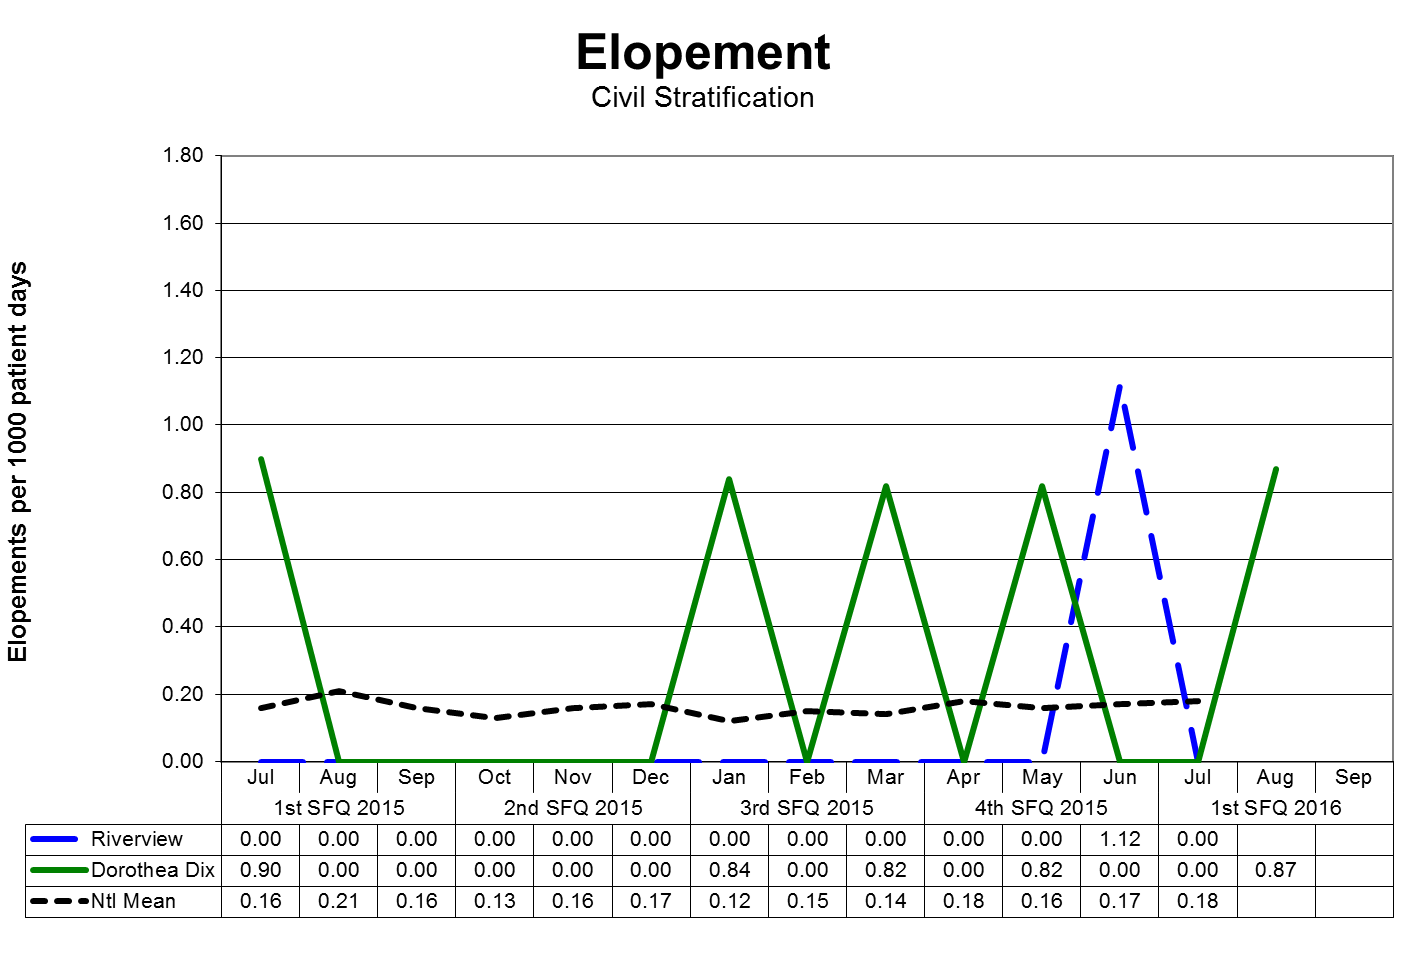 Elopement
Civil Stratification
Elopements per 1000 patient days
1.80
1.60
1.40
1.20
1.00
0.80
0.60
0.40
0.20
0.00
Jul Aug Sep Oct Nov Dec Jan Feb Mar Apr May Jun Jul Aug Sep
1st SFQ 2015 2nd SFQ 2015 3rd SFQ 2015 4th SFQ 2015 1st SFQ 2016
Riverview 0.00 0.00 0.00 0.00 0.00 0.00 0.00 0.00 0.00 0.00 0.00 1.12 0.00
Dorothea Dix 0.90 0.00 0.00 0.00 0.00 0.00 0.84 0.00 0.82 0.00 0.82 0.00 0.00 0.87
Ntl Mean 0.16 0.21 0.16 0.13 0.16 0.17 0.12 0.15 0.14 0.18 0.16 0.17 0.18